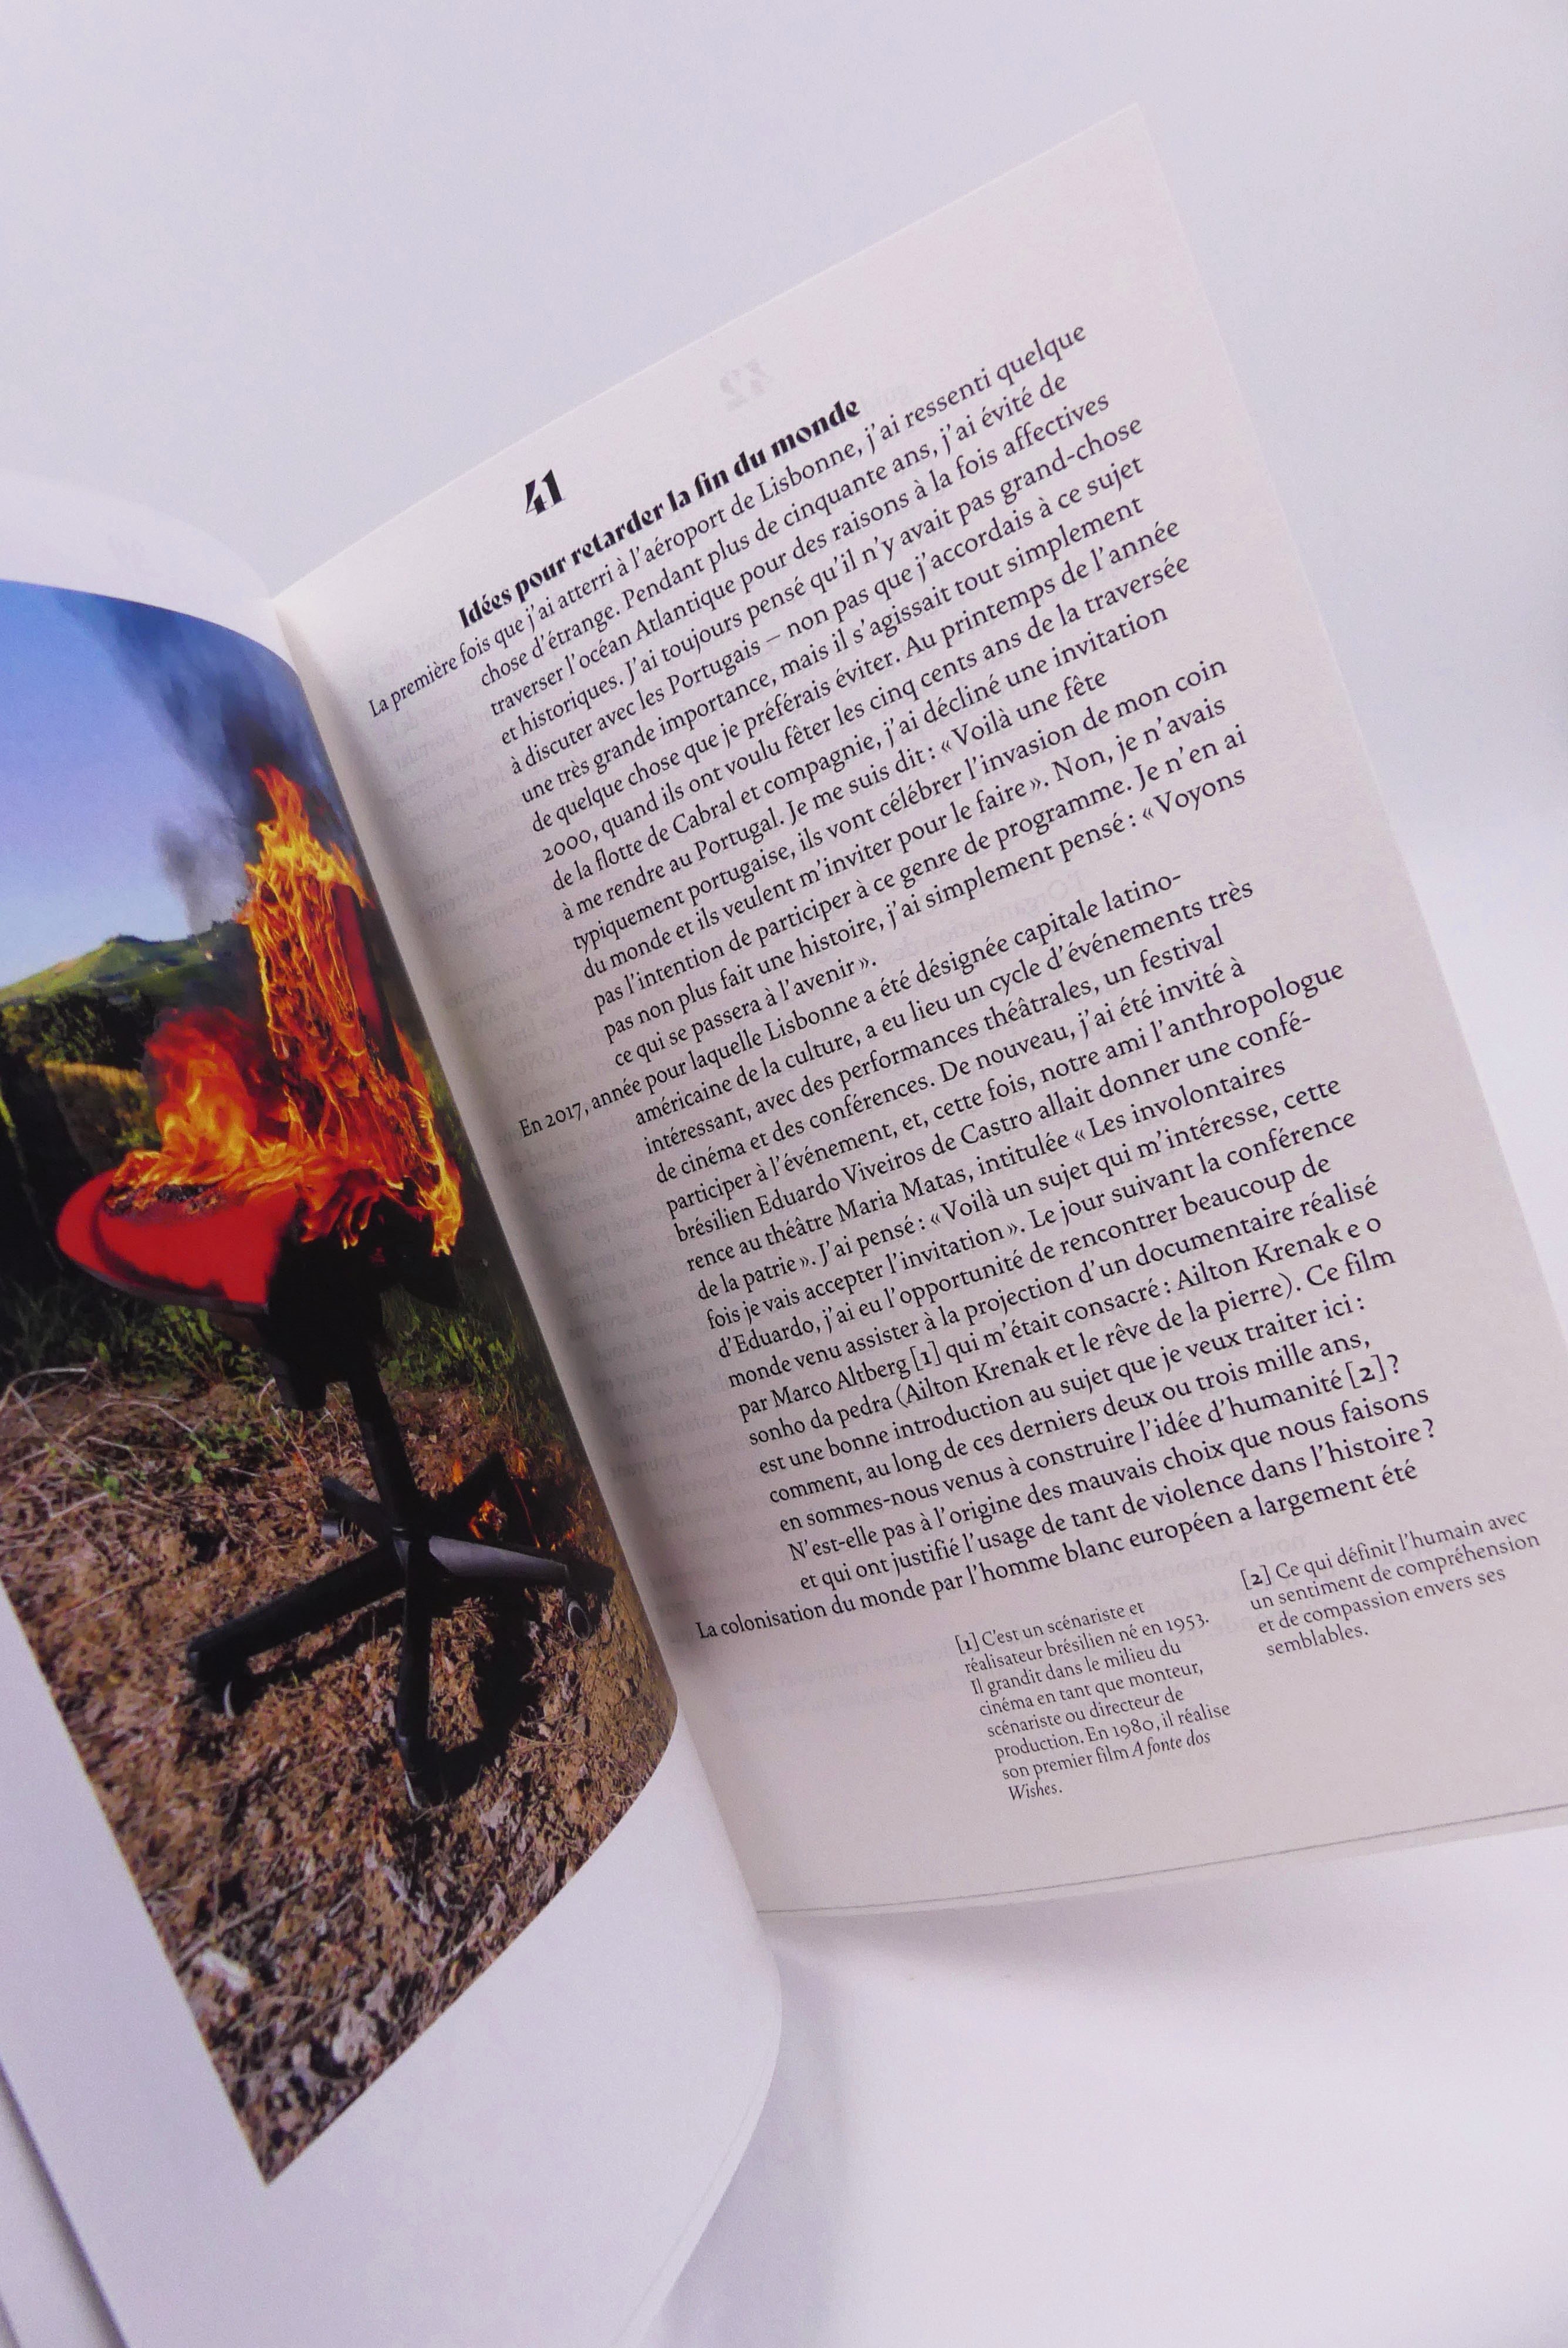 41
Idées pour retarder la fin du monde
La première fois que j'ai atterri à l'aéroport de Lisbonne, j'ai ressenti quelque
chose d'étrange. Pendant plus de cinquante ans, j'ai évité de
traverser l'océan Atlantique pour des raisons à la fois affectives
et historiques. J'ai toujours pensé qu'il n'y avait pas grand-chose
à discuter avec les Portugais – non pas que j'accordais à ce sujet
une très grande importance, mais il s'agissait tout simplement
de quelque chose que je préférais éviter. Au printemps de l'année
2000, quand ils ont voulu fêter les cinq cents ans de la traversée
de la flotte de Cabral et compagnie, j'ai décliné une invitation
à me rendre au Portugal. Je me suis dit : « Voilà une fête
typiquement portugaise, ils vont célébrer l'invasion de mon coin
du monde et ils veulent m'inviter pour le faire ». Non, je n'avais
pas l'intention de participer à ce genre de programme. Je n'en ai
pas non plus fait une histoire, j'ai simplement pensé : « Voyons
ce qui se passera à l'avenir ».
En 2017, année pour laquelle Lisbonne a été désignée capitale latino-
américaine de la culture, a eu lieu un cycle d'événements très
intéressant, avec des performances théâtrales, un festival
de cinéma et des conférences. De nouveau, j'ai été invité à
participer à l'événement, et, cette fois, notre ami l'anthropologue
brésilien Eduardo Viveiros de Castro allait donner une confé-
rence au théâtre Maria Matas, intitulée « Les involontaires
de la patrie ». J'ai pensé : « Voilà un sujet qui m'intéresse, cette
fois je vais accepter l'invitation ». Le jour suivant la conférence
d'Eduardo, j'ai eu l'opportunité de rencontrer beaucoup de
monde venu assister à la projection d'un documentaire réalisé
par Marco Altberg [1] qui m'était consacré : Ailton Krenak e o
sonho da pedra (Ailton Krenak et le rêve de la pierre). Ce film
est une bonne introduction au sujet que je veux traiter ici :
comment, au long de ces derniers deux ou trois mille ans,
en sommes-nous venus à construire l'idée d'humanité [2] ?
N'est-elle pas à l'origine des mauvais choix que nous faisons
et qui ont justifié l'usage de tant de violence dans l'histoire ?
La colonisation du monde par l'homme blanc européen a largement été
[1] C'est un scénariste et
réalisateur brésilien né en 1953.
Il grandit dans le milieu du
cinéma en tant que monteur,
scénariste ou directeur de
production. En 1980, il réalise
son premier film A fonte dos
Wishes.
[2] Ce qui définit l'humain avec
un sentiment de compréhension
et de compassion envers ses
semblables.